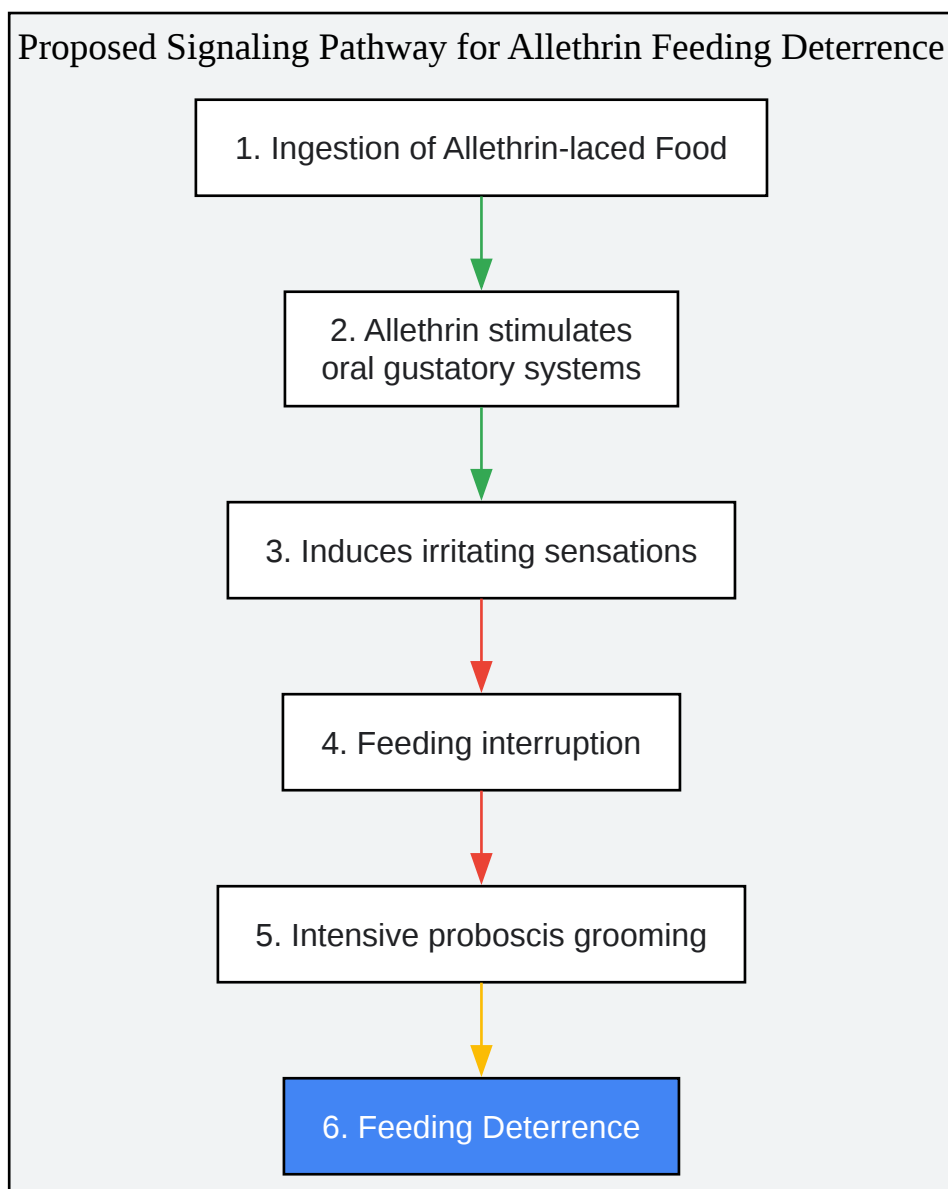 Proposed Signaling Pathway for Allethrin Feeding Deterrence
1. Ingestion of Allethrin-laced Food
2. Allethrin stimulates
oral gustatory systems
3. Induces irritating sensations
4. Feeding interruption
5. Intensive proboscis grooming
6. Feeding Deterrence